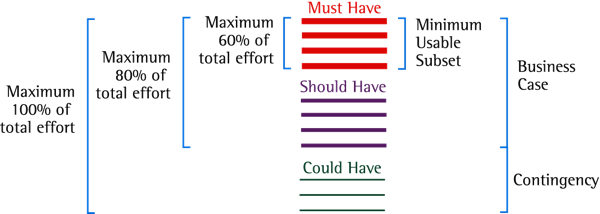 Maximum
100% of
total effort
Maximum
80% of
total effort
Maximum
60% of
total effort
Must Have
Should Have
Could Have
Minimum
Usable
Subset
Business
Case
Contingency